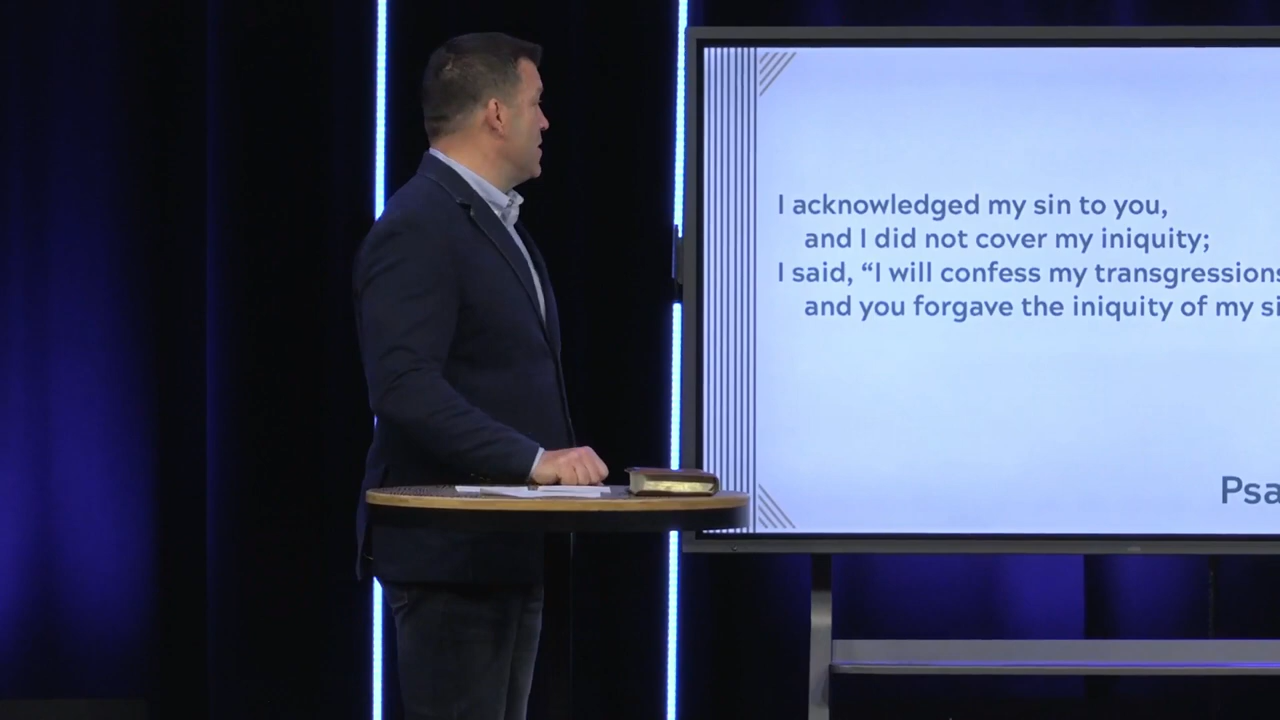 I acknowledged my sin to you,
and I did not cover my iniquity;
I said, “I will confess my transgressions
and you forgave the iniquity of my